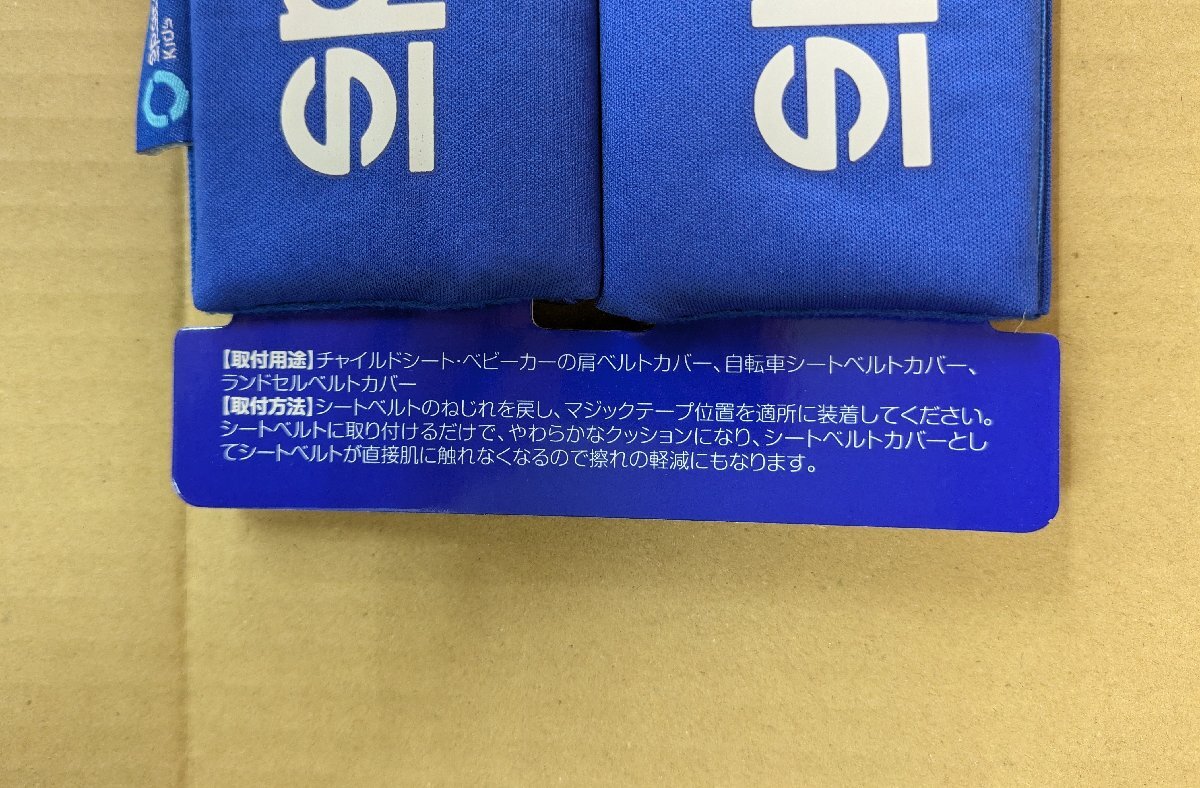 KIDS
【取付用途】チャイルドシート・ベビーカーの肩ベルトカバー、自転車シートベルトカバー、
ランドセルベルトカバー
【取付方法】シートベルトのねじれを戻し、マジックテープ位置を適所に装着してください。
シートベルトに取り付けるだけで、やわらかなクッションになり、シートベルトカバーとし
てシートベルトが直接肌に触れなくなるので擦れの軽減にもなります。